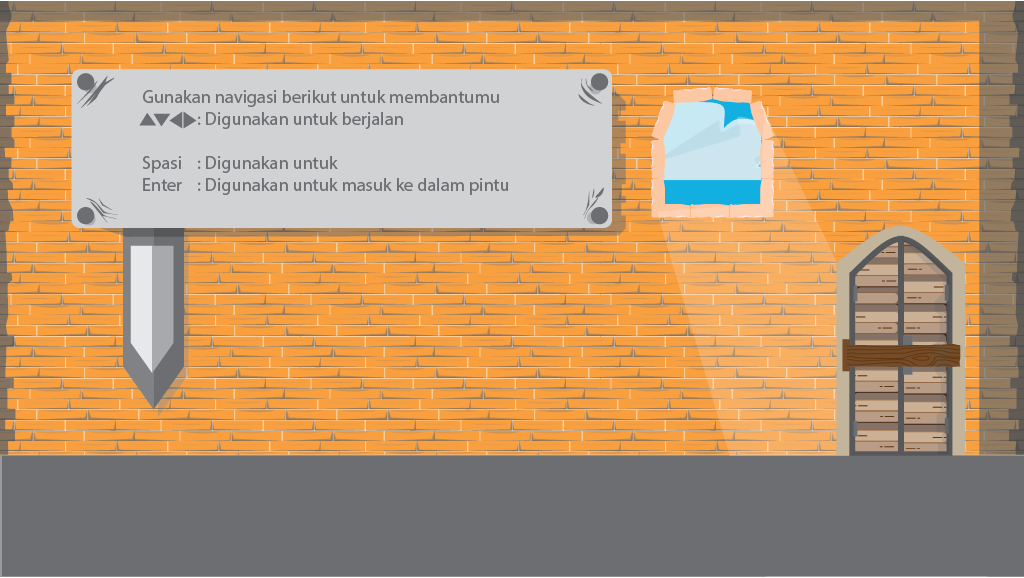 Gunakan navigasi berikut untuk membantumu
▲▼◀▶: Digunakan untuk berjalan
Spasi : Digunakan untuk
Enter : Digunakan untuk masuk ke dalam pintu